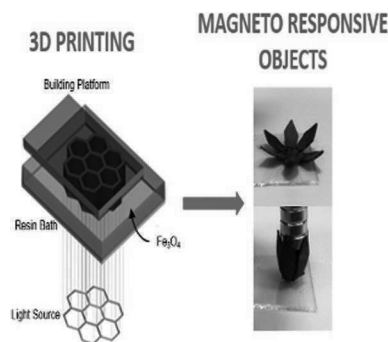 3D PRINTING
MAGNETO RESPONSIVE
OBJECTS
Building Platform
Resin Bath
Fe₃O₄
Light Source